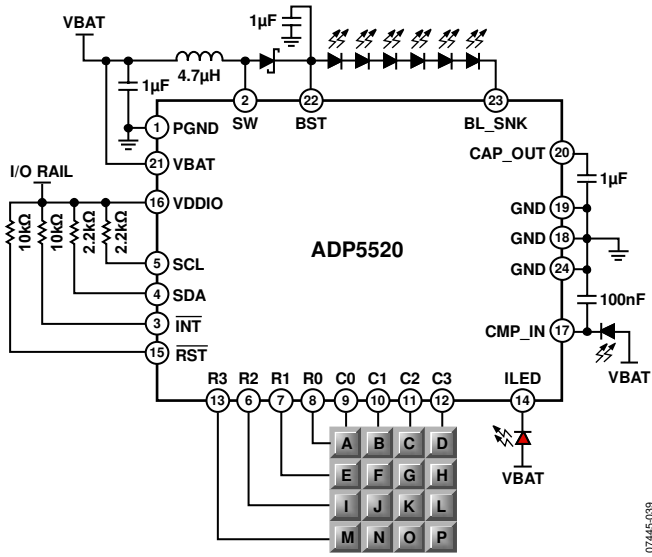 VBAT
1µF
4.7µH
1µF
2
SW
22
BST
23
BL_SNK
1 PGND
21 VBAT
I/O RAIL
16 VDDIO
10kΩ
10kΩ
2.2kΩ
2.2kΩ
5 SCL
4 SDA
3 INT
15 RST
ADP5520
CAP_OUT 20
1µF
GND 19
GND 18
GND 24
100nF
CMP_IN 17
VBAT
R3 R2 R1 R0 C0 C1 C2 C3 ILED
13 6 7 8 9 10 11 12 14
A B C D
E F G H
I J K L
M N O P
VBAT
07445-039